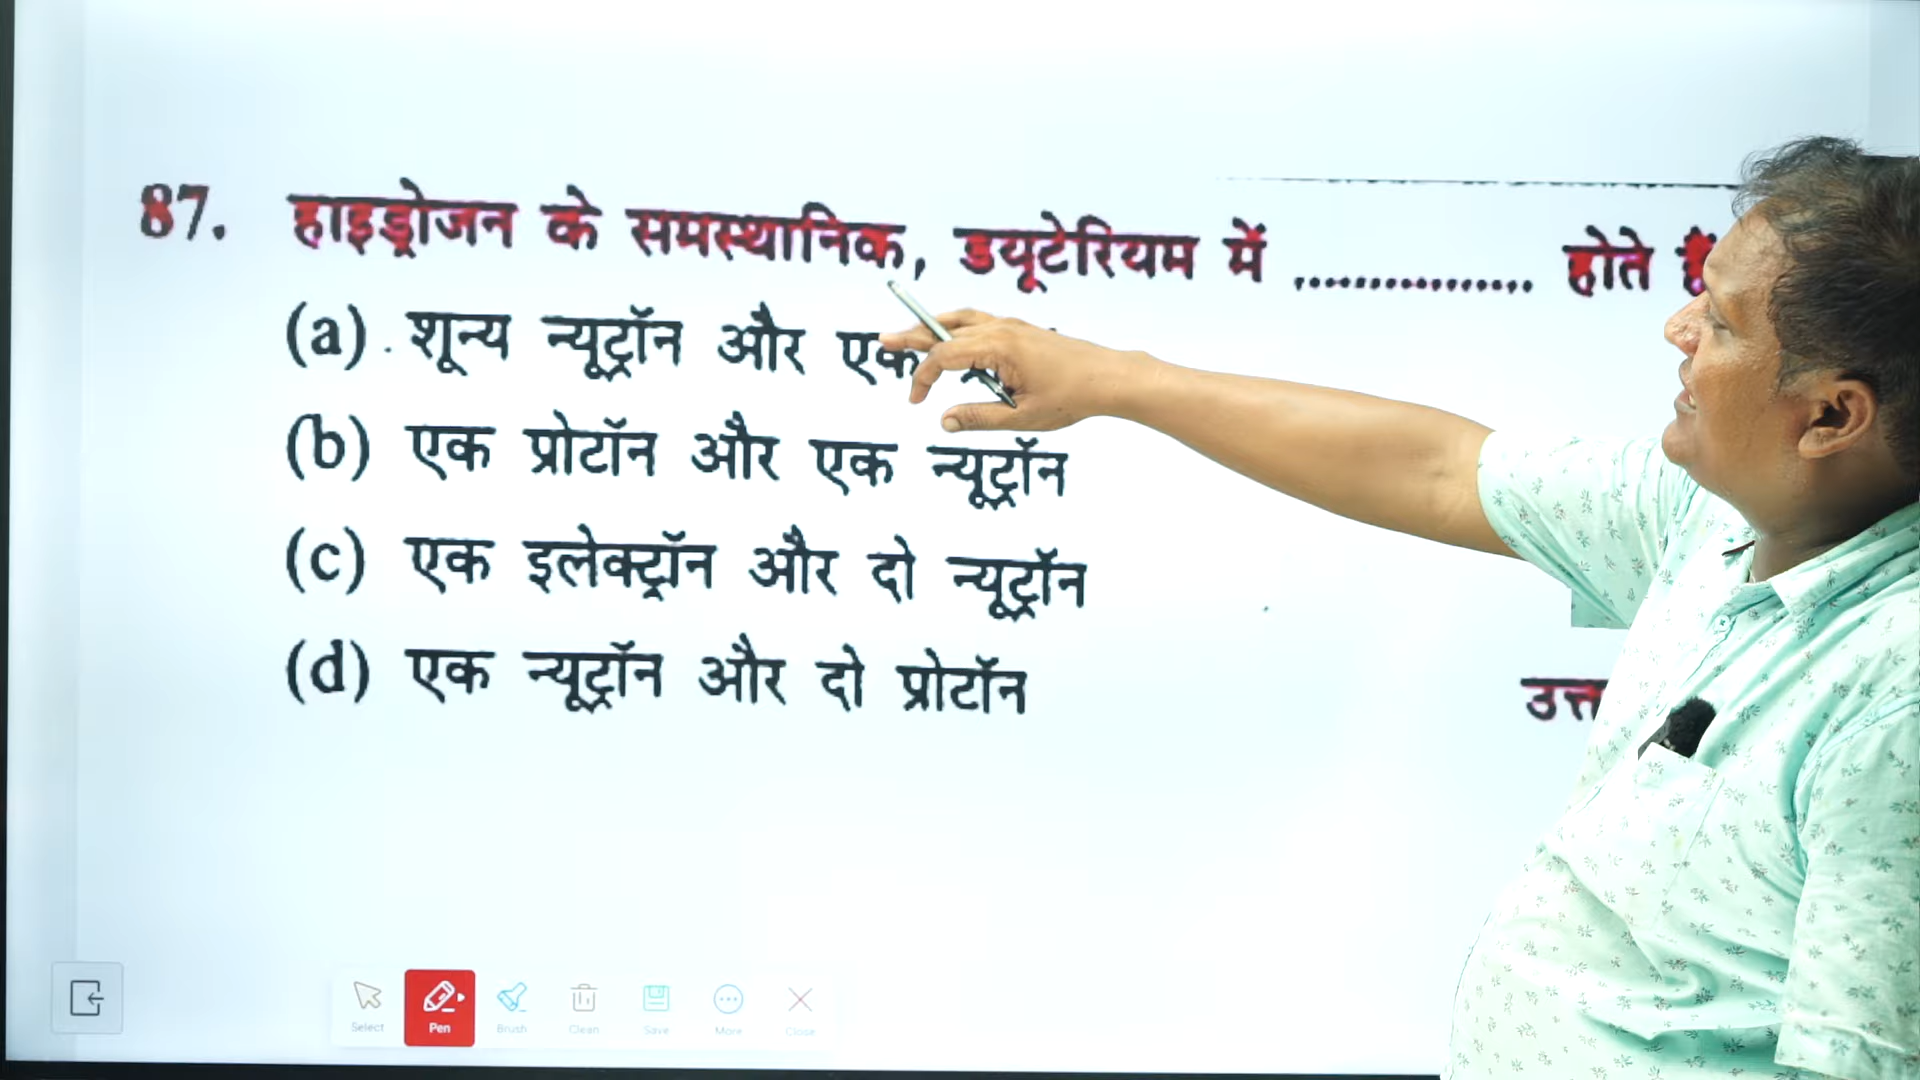 87. हाइड्रोजन के समस्थानिक, डयूटेरियम में ................ होते
(a) . शून्य न्यूट्रॉन और एक
(b) एक प्रोटॉन और एक न्यूट्रॉन
(c) एक इलेक्ट्रॉन और दो न्यूट्रॉन
(d) एक न्यूट्रॉन और दो प्रोटॉन
Select Pen Brush Clean Save More Close